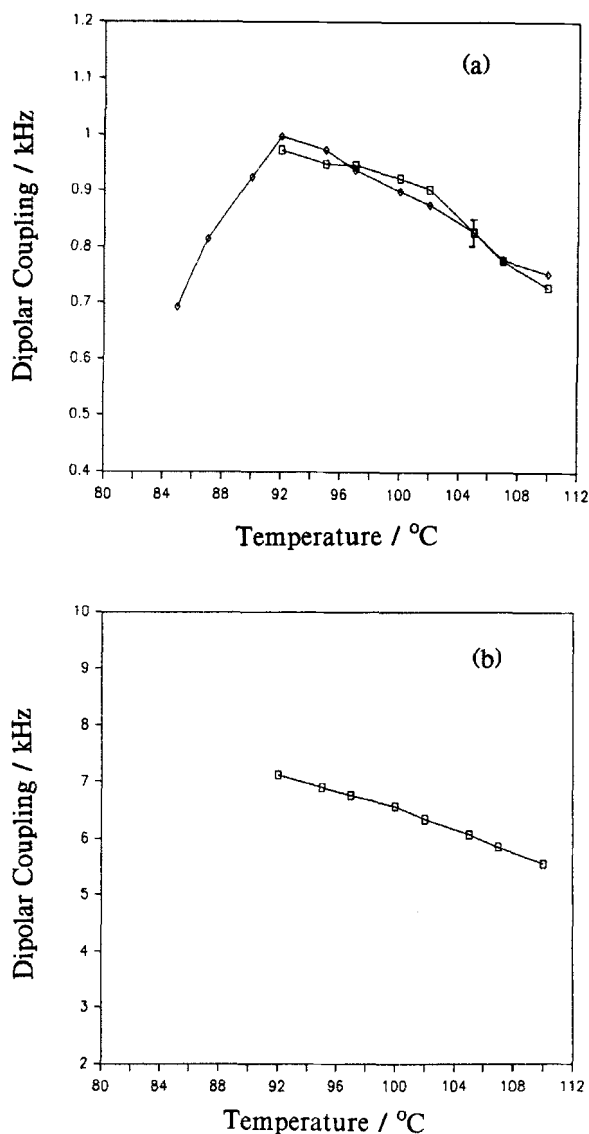 (a)
Dipolar Coupling / kHz
1.2
1.1
1
0.9
0.8
0.7
0.6
0.5
0.4
80 84 88 92 96 100 104 108 112
Temperature / °C
(b)
Dipolar Coupling / kHz
10
9
8
7
6
5
4
3
2
80 84 88 92 96 100 104 108 112
Temperature / °C